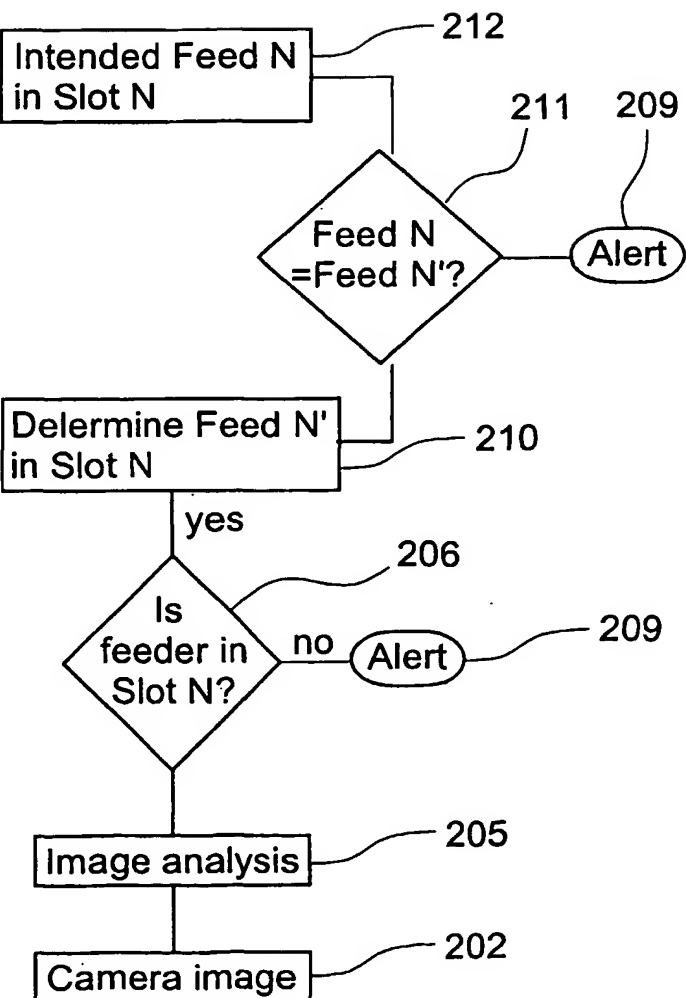 212
Intended Feed N
in Slot N
211
209
Feed N
=Feed N'?
Alert
Delermine Feed N'
in Slot N
210
yes
206
Is
feeder in
Slot N?
no
Alert
209
205
Image analysis
202
Camera image